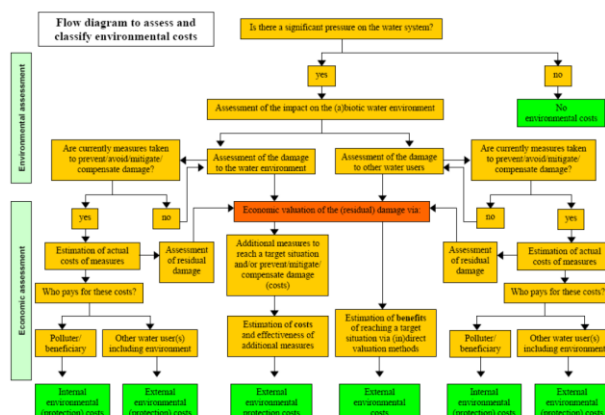 Flow diagram to assess and
classify environmental costs
Is there a significant pressure on the water system?
yes
no
Assessment of the impact on the (a)biotic water environment
No
environmental costs
Environmental assessment
Are currently measures taken
to prevent/avoid/mitigate/
compensate damage?
Assessment of the damage
to the water environment
Assessment of the damage
to other water users
Are currently measures taken
to prevent/avoid/mitigate/
compensate damage?
yes
no
Economic valuation of the (residual) damage via:
no
yes
Economic assessment
Estimation of actual
costs of measures
Assessment
of residual
damage
Additional measures to
reach a target situation
and/or prevent/mitigate/
compensate damage
(costs)
Assessment
of residual
damage
Estimation of actual
costs of measures
Who pays for these costs?
Who pays for these costs?
Polluter/
beneficiary
Other water user(s)
including environment
Estimation of costs
and effectiveness of
additional measures
Estimation of benefits
of reaching a target
situation via (in)direct
valuation methods
Polluter/
beneficiary
Other water user(s)
including environment
Internal
environmental
(protection) costs
External
environmental
(protection) costs
External environmental
protection costs
External environmental
costs
Internal
environmental
(protection) costs
External
environmental
(protection) costs